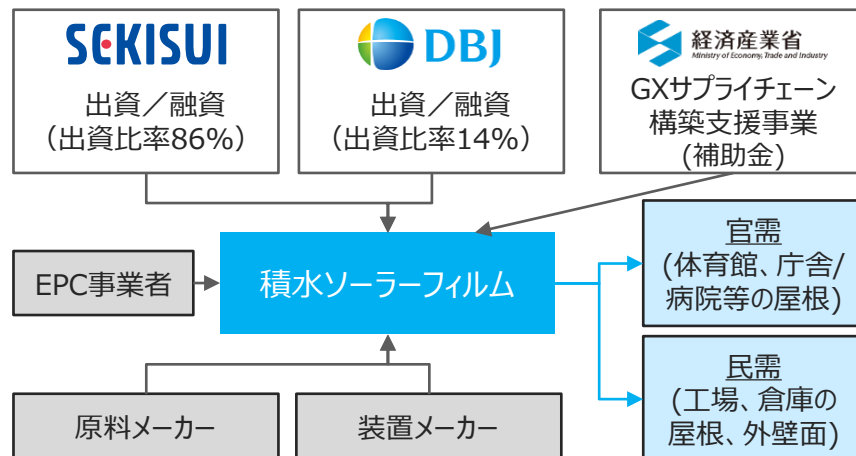 SEKISUI
出資／融資
（出資比率86%）
DBJ
出資／融資
（出資比率14%）
経済産業省
Ministry of Economy, Trade and Industry
GXサプライチェーン
構築支援事業
(補助金)
EPC事業者
積水ソーラーフィルム
官需
(体育館、庁舎/
病院等の屋根)
原料メーカー
装置メーカー
民需
(工場、倉庫の
屋根、外壁面)